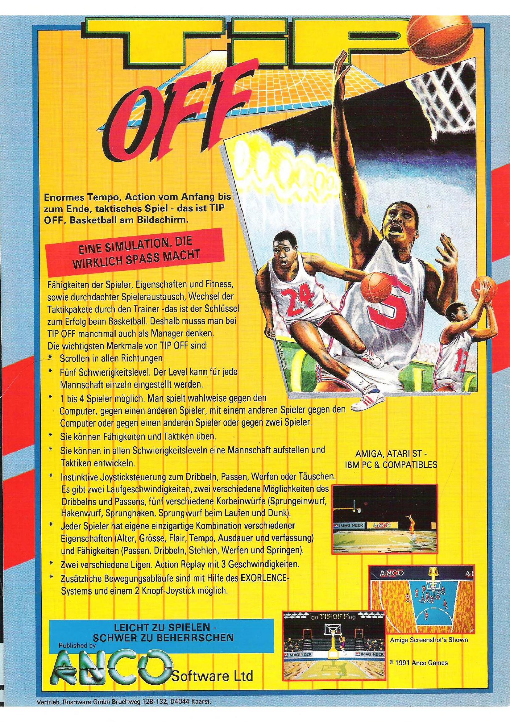 TiP
OFF
Enormes Tempo, Action vom Anfang bis
zum Ende, taktisches Spiel - das ist TIP
OFF, Basketball am Bildschirm.
EINE SIMULATION, DIE
WIRKLICH SPASS MACHT
Fähigkeiten der Spieler, Eigenschaften und Fitness,
sowie durchdachter Spieleraustausch, Wechsel der
Taktikpakete durch den Trainer -das ist der Schlüssel
zum Erfolg beim Basketball. Deshalb musss man bei
TIP OFF manchmal auch als Manager denken.
Die wichtigsten Merkmale von TIP OFF sind
* Scrollen in allen Richtungen
* Fünf Schwierigkeitslevel. Der Level kann für jede
Mannschaft einzeln eingestellt werden.
* 1 bis 4 Spieler möglich. Man spielt wahlweise gegen den
Computer, gegen einen anderen Spieler, mit einem anderen Spieler gegen den
Computer oder gegen einen anderen Spieler oder gegen zwei Spieler
* Sie können Fähigkeiten und Taktiken üben.
* Sie können in allen Schwierigkeitsleveln eine Mannschaft aufstellen und
Taktiken entwickeln.
* Instinktive Joysticksteuerung zum Dribbeln, Passen, Werfen oder Täuschen
Es gibt zwei Laufgeschwindigkeiten, zwei verschiedene Möglichkeiten des
Dribbelns und Passens, fünf verschiedene Korbeinwürfe (Sprungeinwurf,
Hakenwurf, Sprunghaken, Sprungwurf beim Laufen und Dunk).
* Jeder Spieler hat eigene einzigartige Kombination verschiedener
Eigenschaften (Alter, Grösse, Flair, Tempo, Ausdauer und verfassung)
und Fähigkeiten (Passen, Dribbeln, Stehlen, Werfen und Springen).
* Zwei verschiedene Ligen. Action Replay mit 3 Geschwindigkeiten.
* Zusätzliche Bewegungsabläufe sind mit Hilfe des EXORLENCE-
Systems und einem 2 Knopf-Joystick möglich.
24
5
AMIGA, ATARI ST -
IBM PC & COMPATIBLES
ANCO
Amiga Screenshot's Shown
© 1991 Anco Games
LEICHT ZU SPIELEN -
SCHWER ZU BEHERRSCHEN
Published by
ANCO Software Ltd